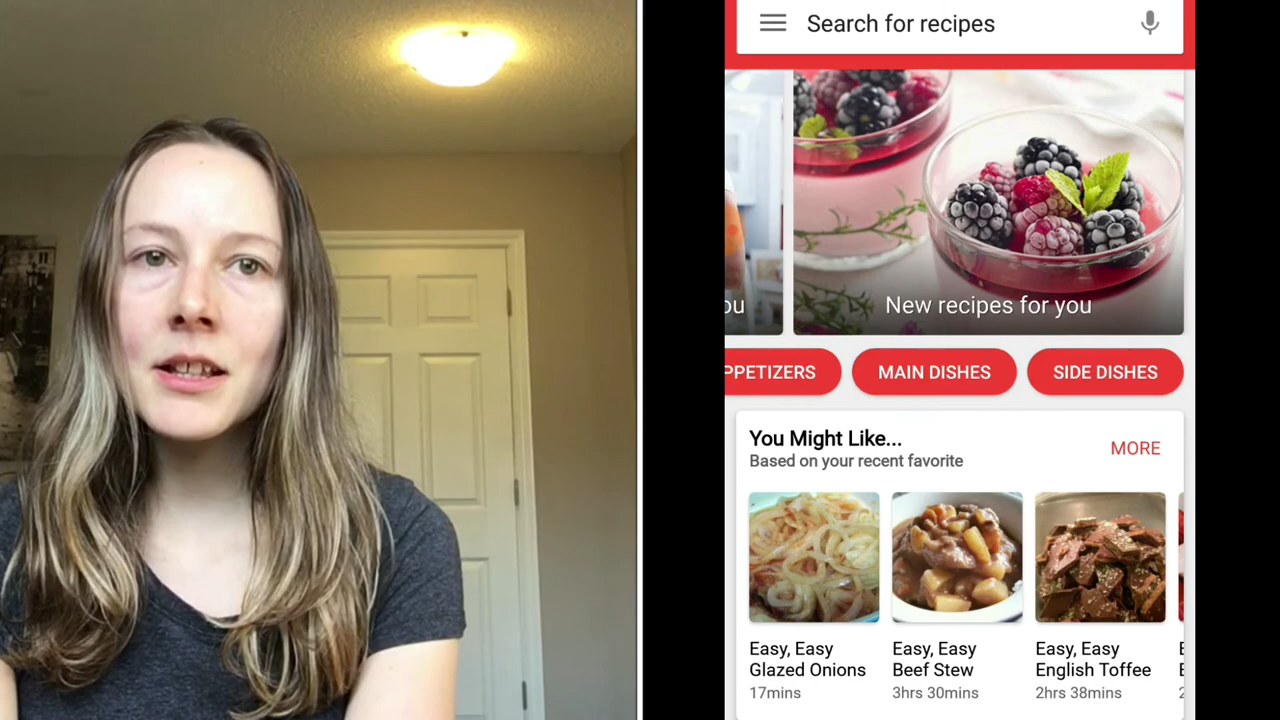 Search for recipes
ou
New recipes for you
PPETIZERS
MAIN DISHES
SIDE DISHES
You Might Like...
MORE
Based on your recent favorite
Easy, Easy
Glazed Onions
17mins
Easy, Easy
Beef Stew
3hrs 30mins
Easy, Easy
English Toffee
2hrs 38mins